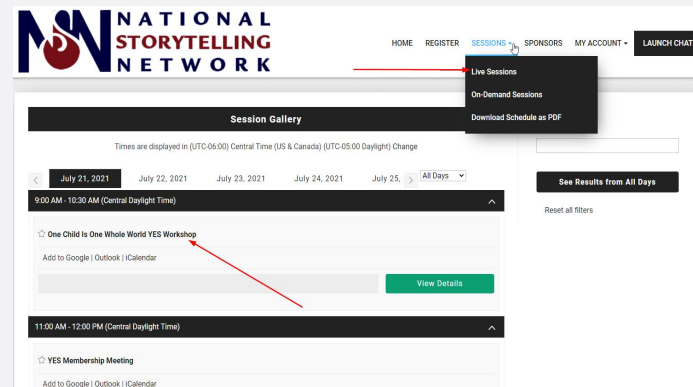 NATIONAL
STORYTELLING
NETWORK
HOME REGISTER SESSIONS SPONSORS MY ACCOUNT LAUNCH CHAT
Live Sessions
On-Demand Sessions
Download Schedule as PDF
Session Gallery
Times are displayed in (UTC-06:00) Central Time (US & Canada) (UTC-05:00 Daylight) Change
July 21, 2021 July 22, 2021 July 23, 2021 July 24, 2021 July 25, All Days
See Results from All Days
Reset all filters
9:00 AM - 10:30 AM (Central Daylight Time)
One Child Is One Whole World YES Workshop
Add to Google | Outlook | iCalendar
View Details
11:00 AM - 12:00 PM (Central Daylight Time)
YES Membership Meeting
Add to Google | Outlook | iCalendar